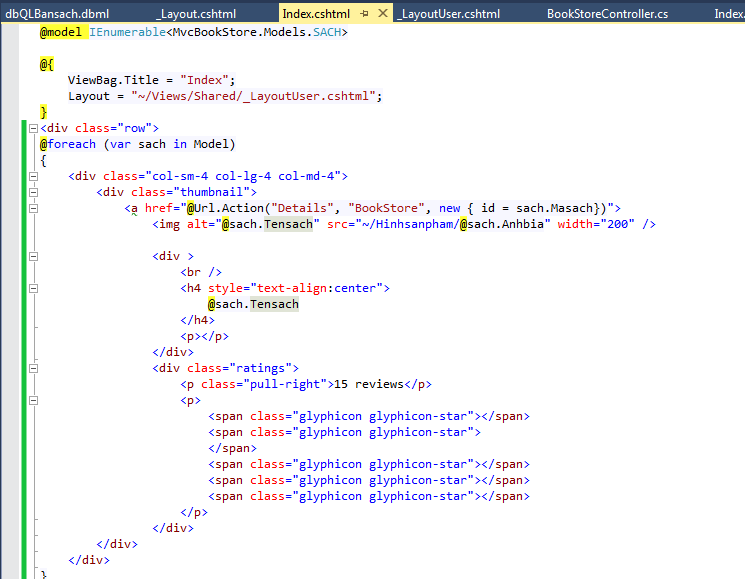 dbQLBansach.dbml _Layout.cshtml Index.cshtml _LayoutUser.cshtml BookStoreController.cs Index.
@model IEnumerable<MvcBookStore.Models.SACH>
@{
ViewBag.Title = "Index";
Layout = "~/Views/Shared/_LayoutUser.cshtml";
}
<div class="row">
@foreach (var sach in Model)
{
<div class="col-sm-4 col-lg-4 col-md-4">
<div class="thumbnail">
<a href="@Url.Action("Details", "BookStore", new { id = sach.Masach})">
<img alt="@sach.Tensach" src="~/Hinhsanpham/@sach.Anhbia" width="200" />
<div >
<br />
<h4 style="text-align:center">
@sach.Tensach
</h4>
<p></p>
</div>
<div class="ratings">
<p class="pull-right">15 reviews</p>
<p>
<span class="glyphicon glyphicon-star"></span>
<span class="glyphicon glyphicon-star">
</span>
<span class="glyphicon glyphicon-star"></span>
<span class="glyphicon glyphicon-star"></span>
<span class="glyphicon glyphicon-star"></span>
</p>
</div>
</div>
</div>
}